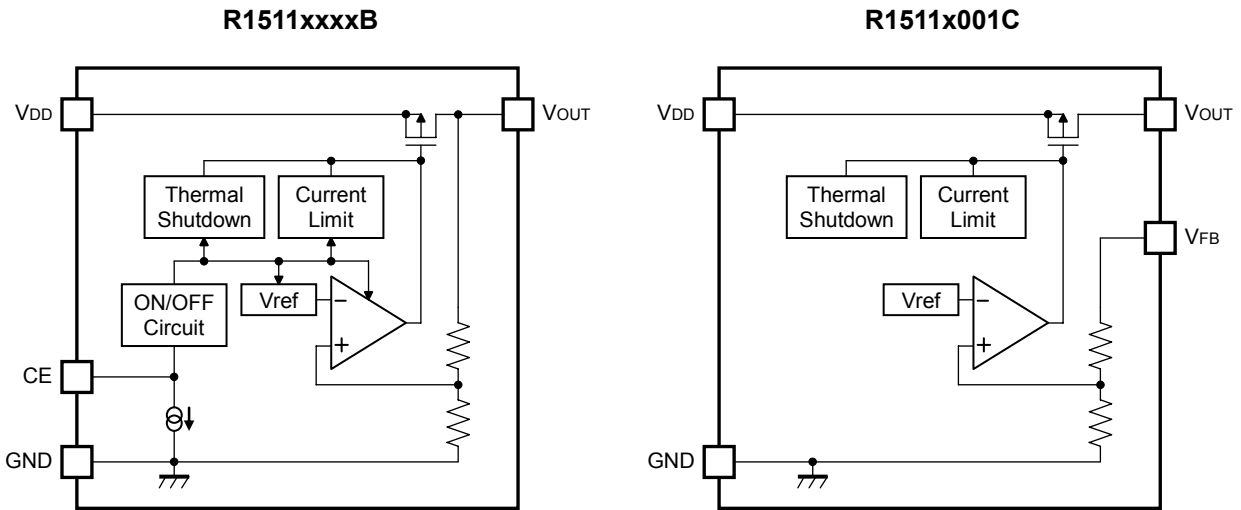 R1511xxxxB
VDD
VOUT
Thermal
Shutdown
Current
Limit
ON/OFF
Circuit
Vref
−
+
CE
GND
R1511x001C
VDD
VOUT
Thermal
Shutdown
Current
Limit
VFB
Vref
−
+
GND